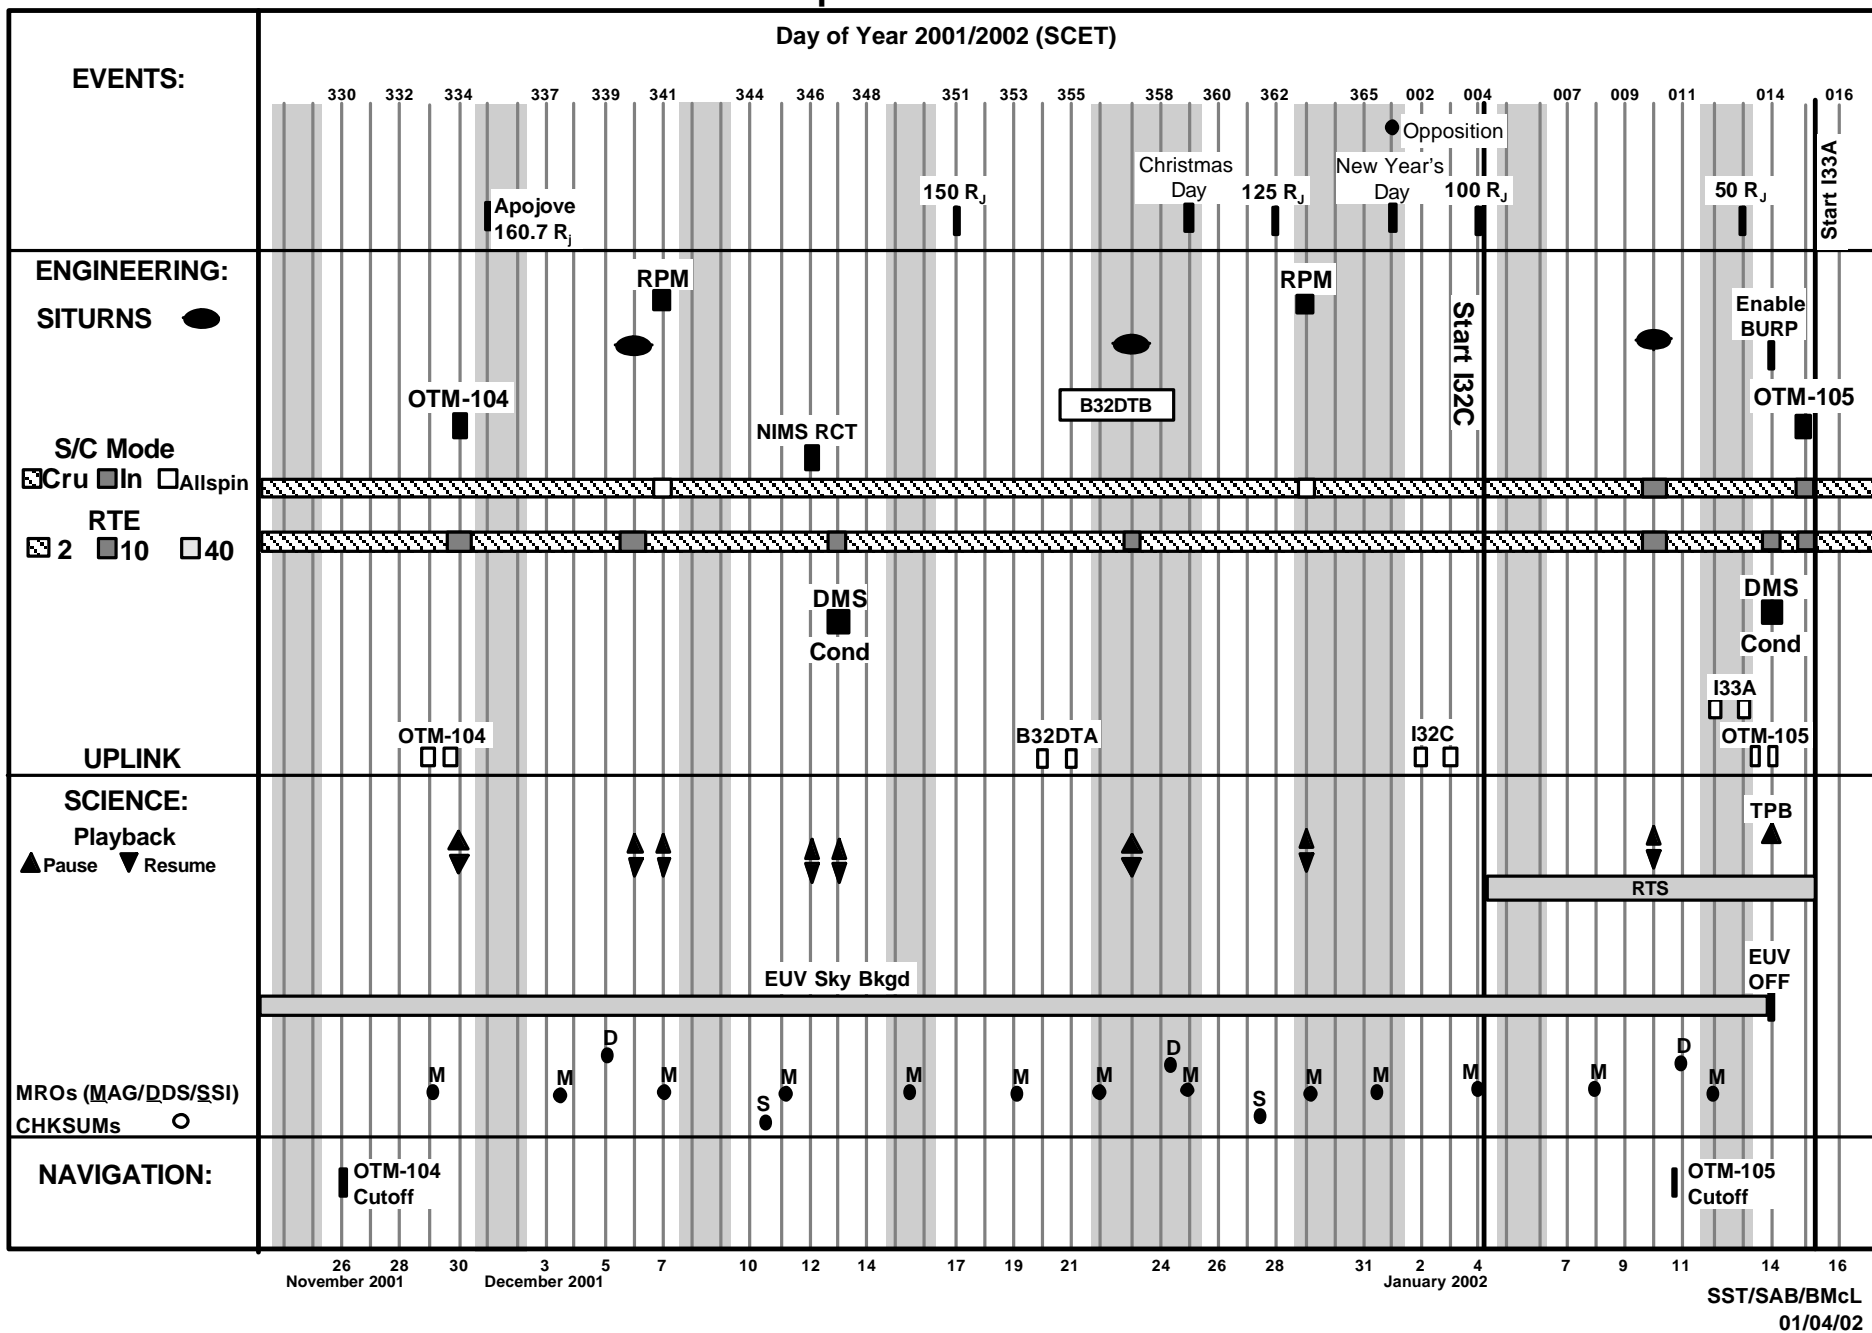 Day of Year 2001/2002 (SCET)
EVENTS:
330 332 334 337 339 341 344 346 348 351 353 355 358 360 362 365 002 004 007 009 011 014 016
Opposition
Christmas Day
New Year's Day
Apojove
160.7 Rj
150 RJ
125 RJ
100 RJ
50 RJ
Start I33A
ENGINEERING:
SITURNS
RPM
RPM
Start I32C
Enable
BURP
OTM-104
B32DTB
OTM-105
NIMS RCT
S/C Mode
Cru In Allspin
RTE
2 10 40
DMS
Cond
DMS
Cond
I33A
UPLINK
OTM-104
B32DTA
I32C
OTM-105
SCIENCE:
Playback
Pause Resume
TPB
RTS
EUV Sky Bkgd
EUV
OFF
D D D
MROs (MAG/DDS/SSI)
M M M M M M M M M M M M M
S S
CHKSUMs
NAVIGATION:
OTM-104
Cutoff
OTM-105
Cutoff
26 28 30 3 5 7 10 12 14 17 19 21 24 26 28 31 2 4 7 9 11 14 16
November 2001 December 2001 January 2002
SST/SAB/BMcL
01/04/02